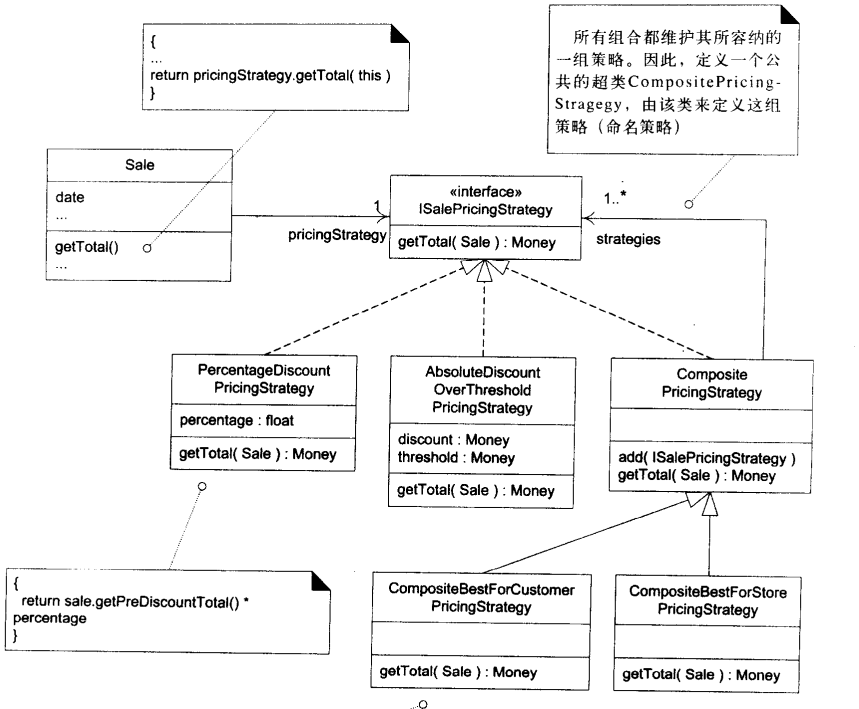 {
...
return pricingStrategy.getTotal( this )
}
所有组合都维护其所容纳的
一组策略。因此，定义一个公
共的超类CompositePricing-
Stragegy，由该类来定义这组
策略（命名策略）
Sale
date
...
getTotal()
...
1
pricingStrategy
«interface»
ISalePricingStrategy
getTotal( Sale ) : Money
1..*
strategies
PercentageDiscount
PricingStrategy
percentage : float
getTotal( Sale ) : Money
AbsoluteDiscount
OverThreshold
PricingStrategy
discount : Money
threshold : Money
getTotal( Sale ) : Money
Composite
PricingStrategy
add( ISalePricingStrategy )
getTotal( Sale ) : Money
{
return sale.getPreDiscountTotal() *
percentage
}
CompositeBestForCustomer
PricingStrategy
getTotal( Sale ) : Money
CompositeBestForStore
PricingStrategy
getTotal( Sale ) : Money